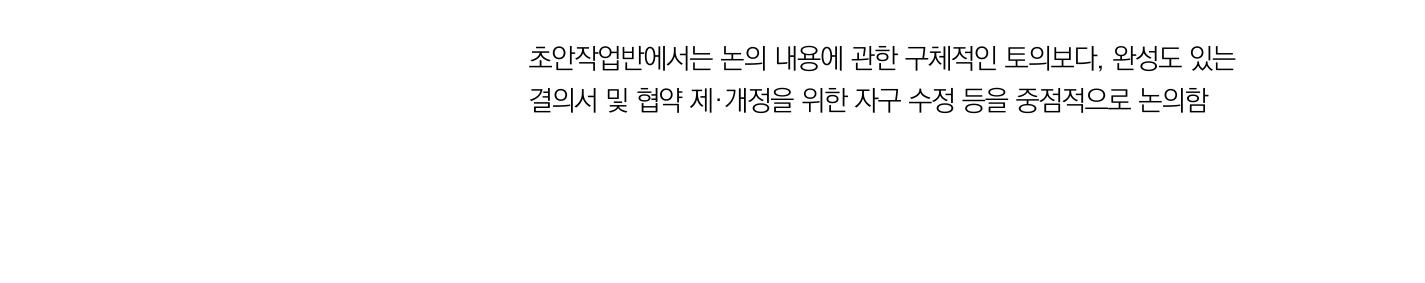 초안작업반에서는 논의 내용에 관한 구체적인 토의보다, 완성도 있는
결의서 및 협약 제·개정을 위한 자구 수정 등을 중점적으로 논의함